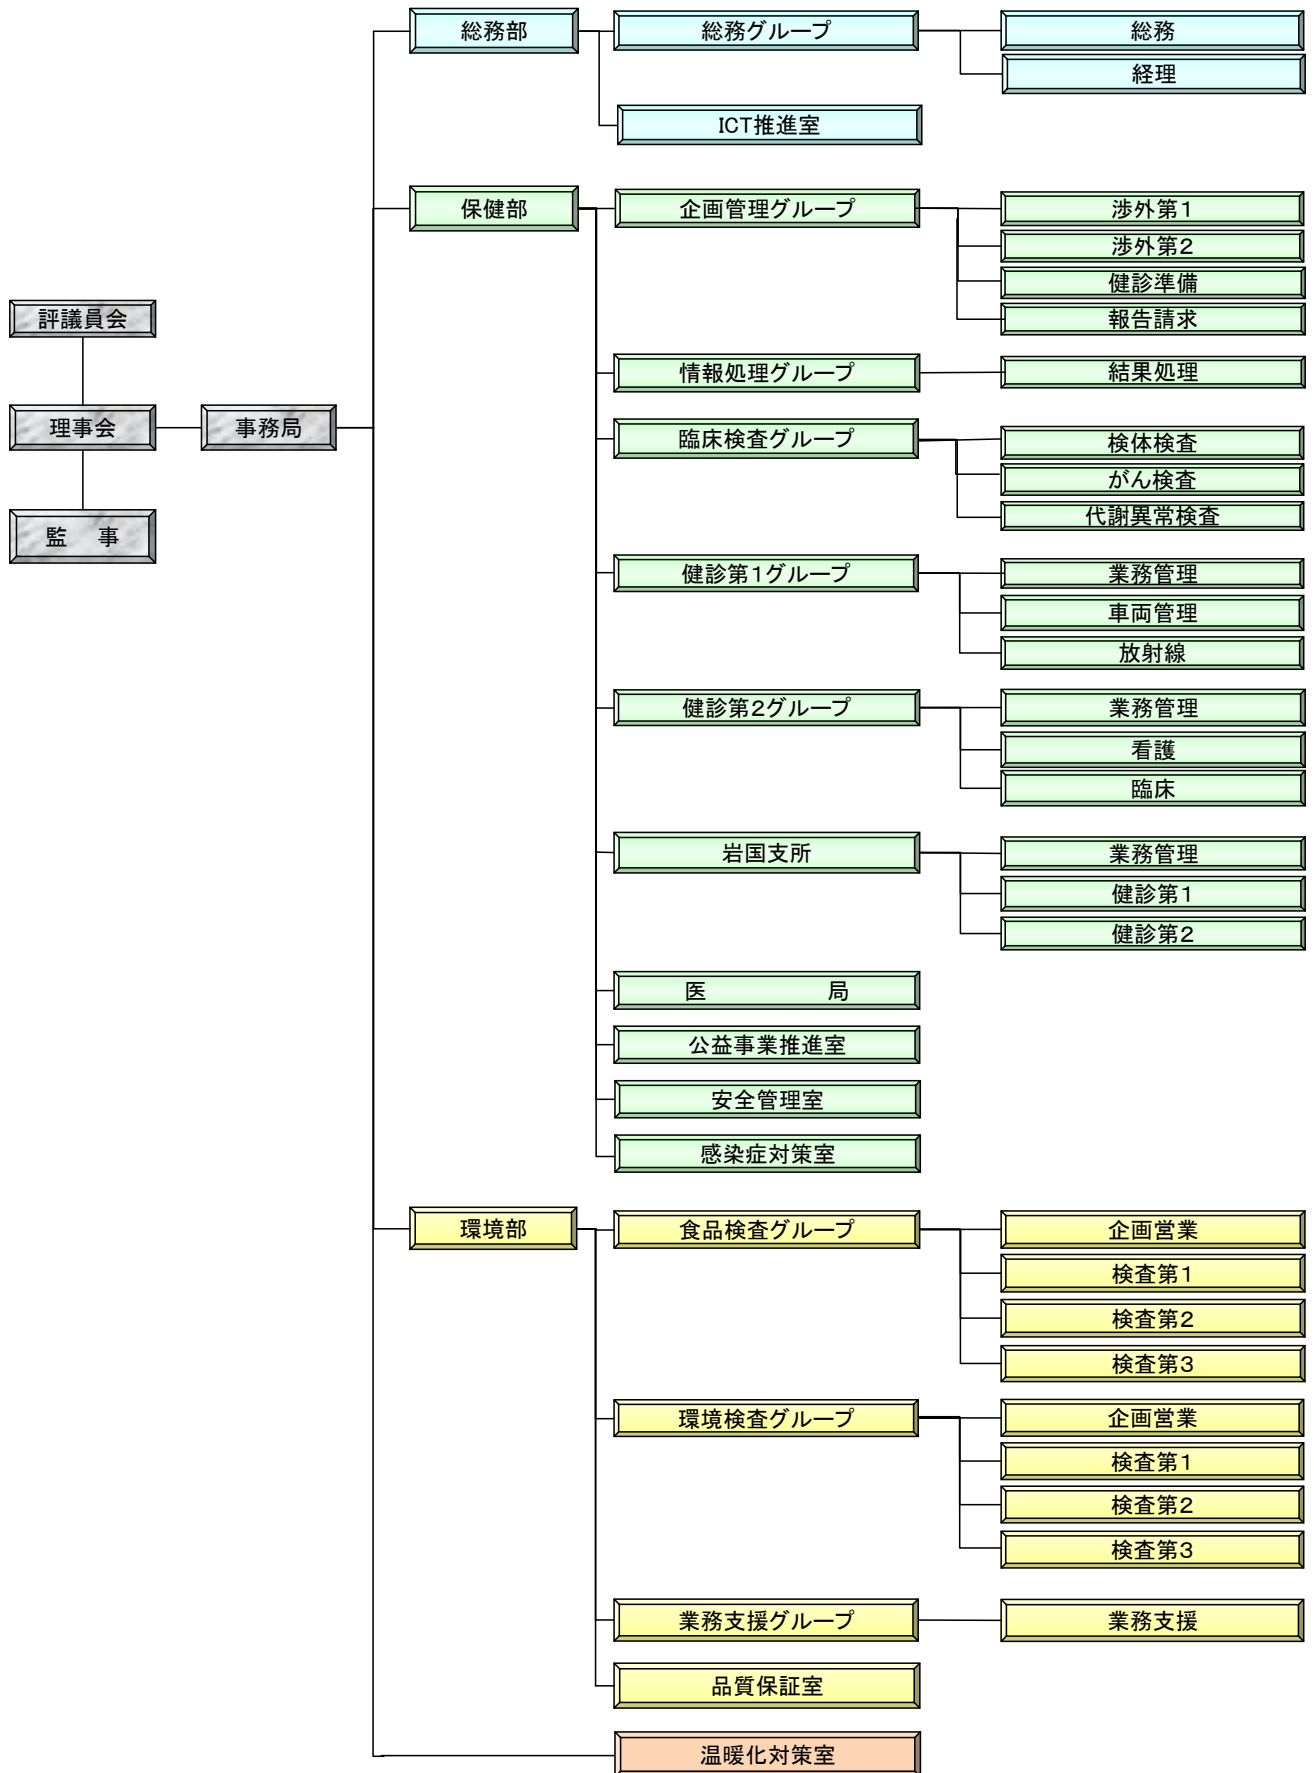 総務部
総務グループ
総務
経理
ICT推進室
保健部
企画管理グループ
渉外第1
渉外第2
健診準備
報告請求
評議員会
情報処理グループ
結果処理
理事会
事務局
臨床検査グループ
検体検査
がん検査
代謝異常検査
監　事
健診第1グループ
業務管理
車両管理
放射線
健診第2グループ
業務管理
看護
臨床
岩国支所
業務管理
健診第1
健診第2
医　　　　　局
公益事業推進室
安全管理室
感染症対策室
環境部
食品検査グループ
企画営業
検査第1
検査第2
検査第3
環境検査グループ
企画営業
検査第1
検査第2
検査第3
業務支援グループ
業務支援
品質保証室
温暖化対策室